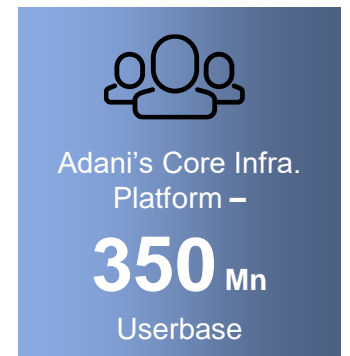 Adani’s Core Infra.
Platform –
350 Mn
Userbase